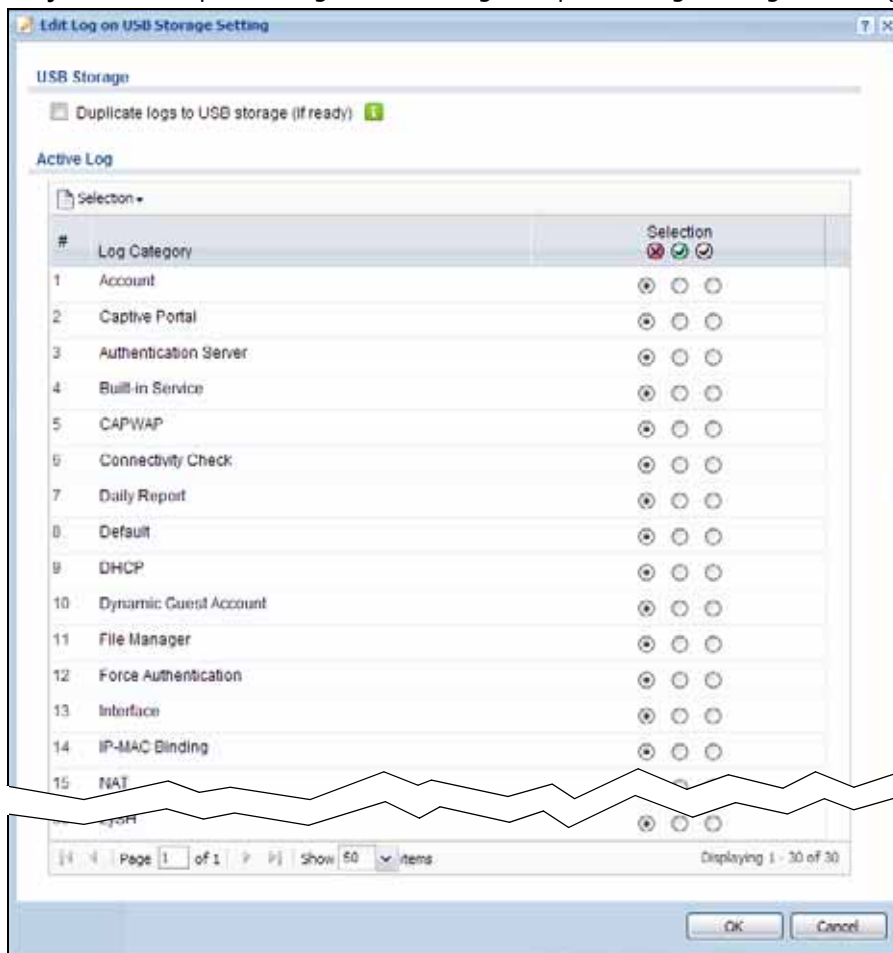 Edit Log on USB Storage Setting
USB Storage
Duplicate logs to USB storage (if ready)
Active Log
Selection
# Log Category Selection
1 Account
2 Captive Portal
3 Authentication Server
4 Built-in Service
5 CAPWAP
6 Connectivity Check
7 Daily Report
8 Default
9 DHCP
10 Dynamic Guest Account
11 File Manager
12 Force Authentication
13 Interface
14 IP-MAC Binding
15 NAT
Page 1 of 1 Show 50 items Displaying 1 - 30 of 30
OK Cancel